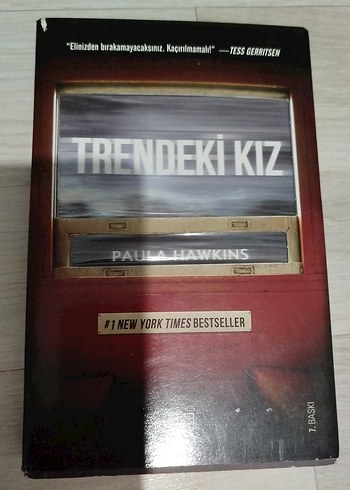 "Elinizden bırakamayacaksınız. Kaçırılmamalı!" —TESS GERRITSEN
TRENDEKİ KIZ
PAULA HAWKINS
#1 NEW YORK TIMES BESTSELLER
7. BASKI